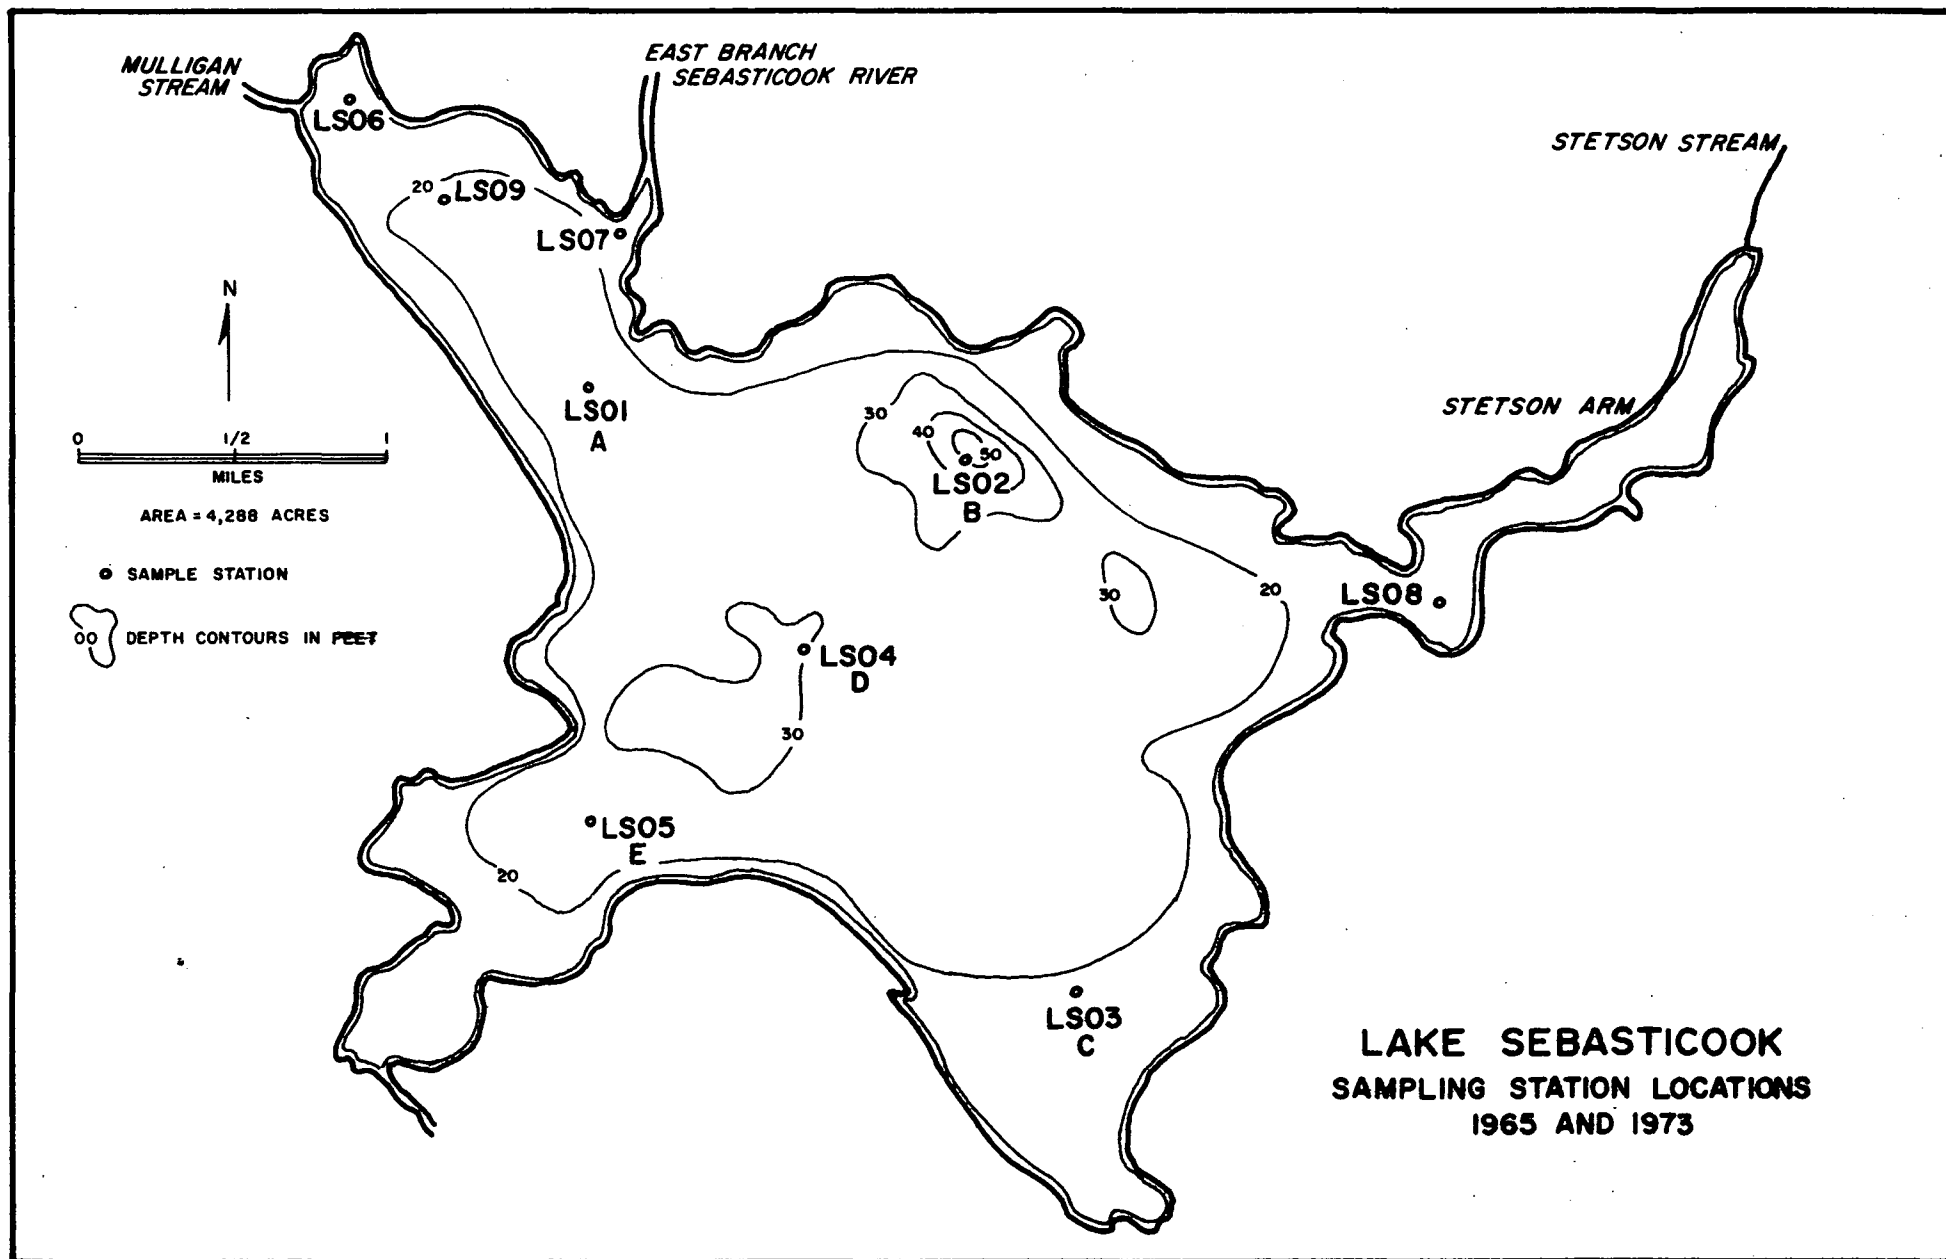 MULLIGAN
STREAM
EAST BRANCH
SEBASTICOOK RIVER
STETSON STREAM
LS06
20
LS09
LS07
N
LS01
A
30
40
50
LS02
B
STETSON ARM
0 1/2 1
MILES
AREA = 4,288 ACRES
SAMPLE STATION
00 DEPTH CONTOURS IN FEET
30
20
LS08
LS04
D
30
LS05
E
20
LS03
C
LAKE SEBASTICOOK
SAMPLING STATION LOCATIONS
1965 AND 1973